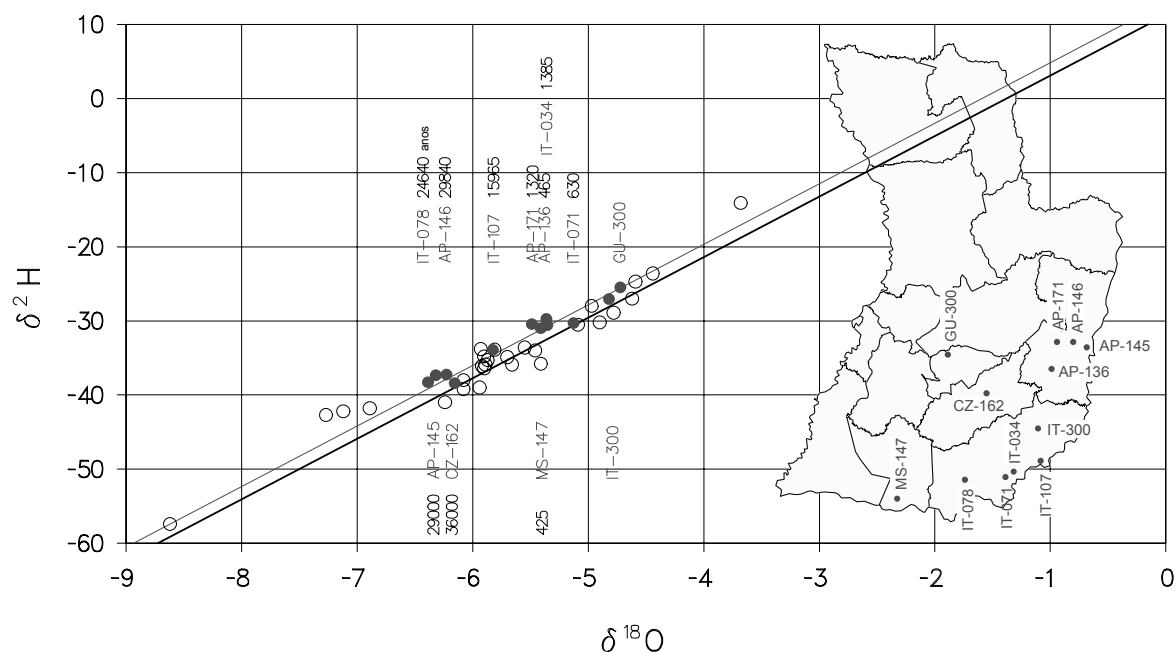 10
0
-10
-20
-30
-40
-50
-60
δ² H
-9
-8
-7
-6
-5
-4
-3
-2
-1
0
δ ¹⁸O
IT-078 24640 anos
AP-146 29840
IT-107 15965
AP-171 1320
AP-136 465
IT-034 1385
IT-071 630
GU-300
29000 AP-145
36000 CZ-162
425 MS-147
IT-300
GU-300
AP-171
AP-146
AP-145
AP-136
CZ-162
IT-300
IT-034
MS-147
IT-078
IT-071
IT-107